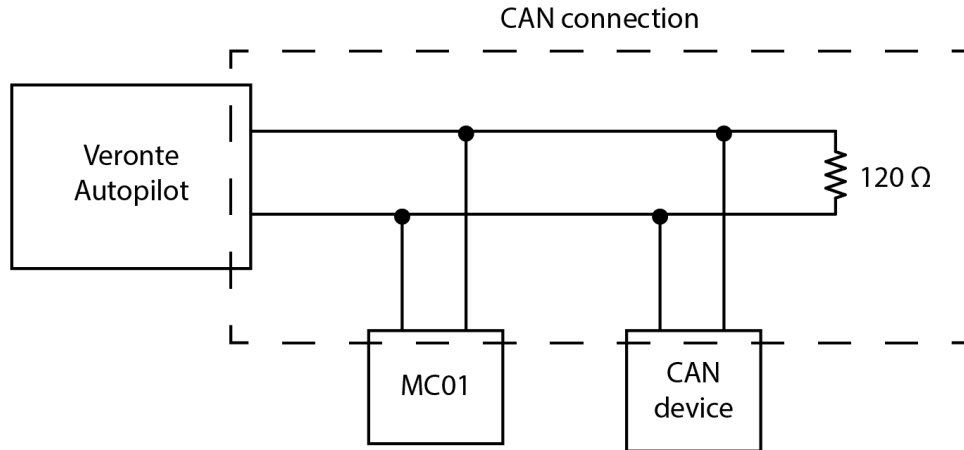 CAN connection
Veronte
Autopilot
120 Ω
MC01
CAN
device